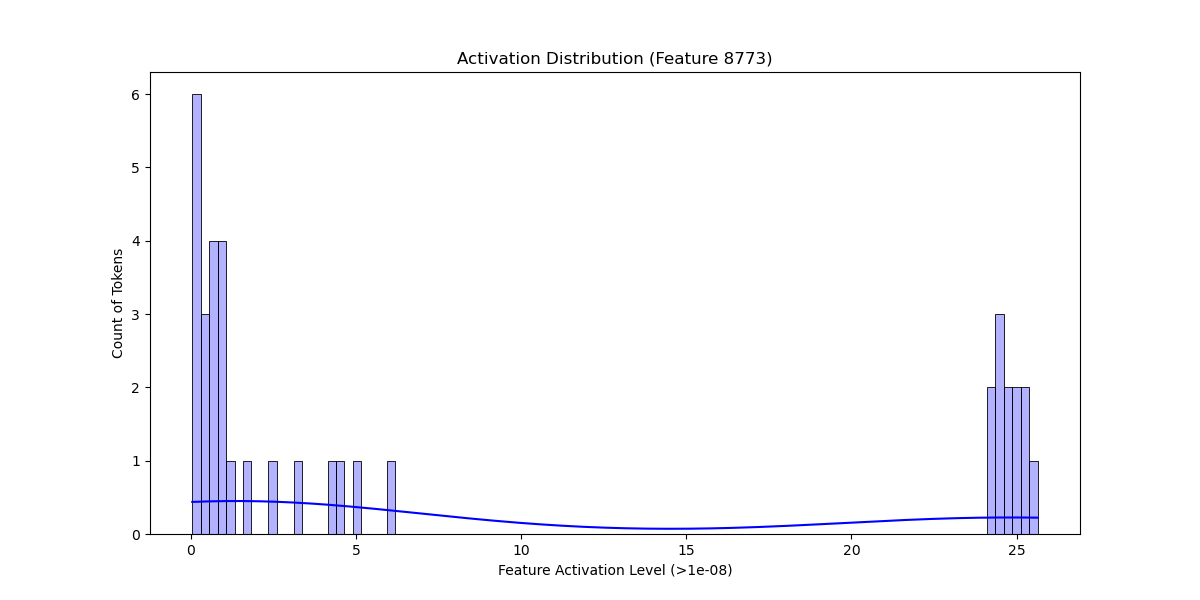 Activation Distribution (Feature 8773)
Count of Tokens
6
5
4
3
2
1
0
0 5 10 15 20 25
Feature Activation Level (>1e-08)